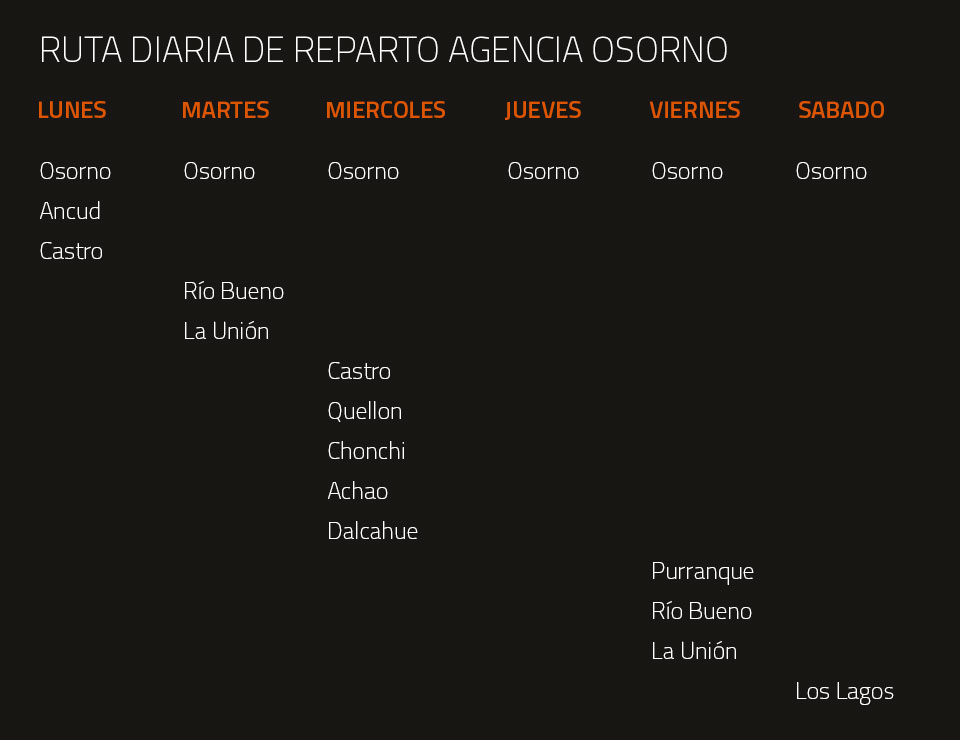 RUTA DIARIA DE REPARTO AGENCIA OSORNO
LUNES MARTES MIERCOLES JUEVES VIERNES SABADO
Osorno Osorno Osorno Osorno Osorno Osorno
Ancud
Castro
Río Bueno
La Unión
Castro
Quellon
Chonchi
Achao
Dalcahue
Purranque
Río Bueno
La Unión
Los Lagos